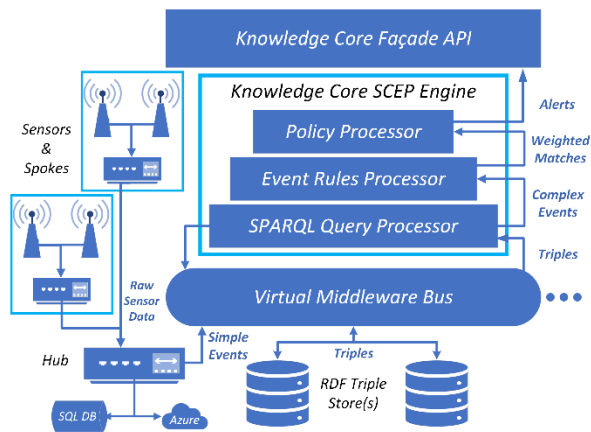 Knowledge Core Façade API
Knowledge Core SCEP Engine
Alerts
Sensors
&
Spokes
Policy Processor
Weighted
Matches
Event Rules Processor
Complex
Events
SPARQL Query Processor
Triples
Raw
Sensor
Data
Virtual Middleware Bus
Hub
Simple
Events
Triples
RDF Triple
Store(s)
SQL DB
Azure